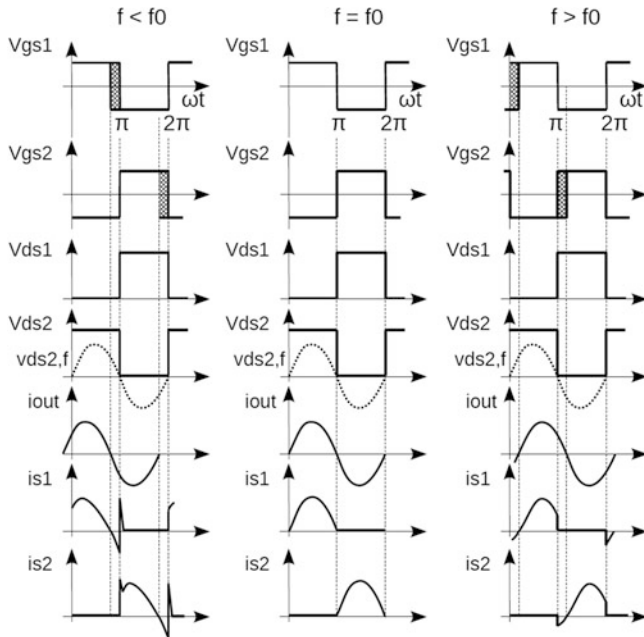 f < f0
f = f0
f > f0
Vgs1
Vgs1
Vgs1
ωt
ωt
ωt
π
2π
π
2π
π
2π
Vgs2
Vgs2
Vgs2
Vds1
Vds1
Vds1
Vds2
Vds2
Vds2
vds2,f
vds2,f
vds2,f
iout
iout
iout
is1
is1
is1
is2
is2
is2